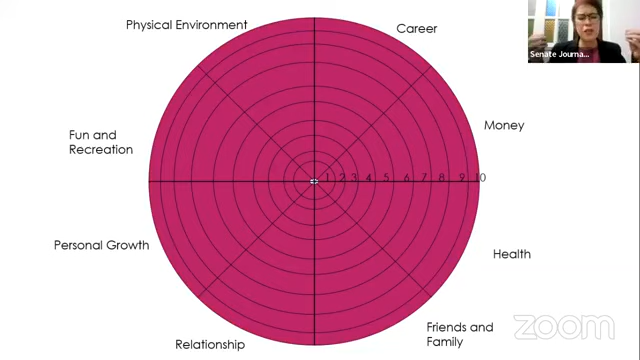 Physical Environment
Career
Senate Journa...
Fun and
Recreation
Money
1 2 3 4 5 6 7 8 9 10
Personal Growth
Health
Relationship
Friends and
Family
zoom